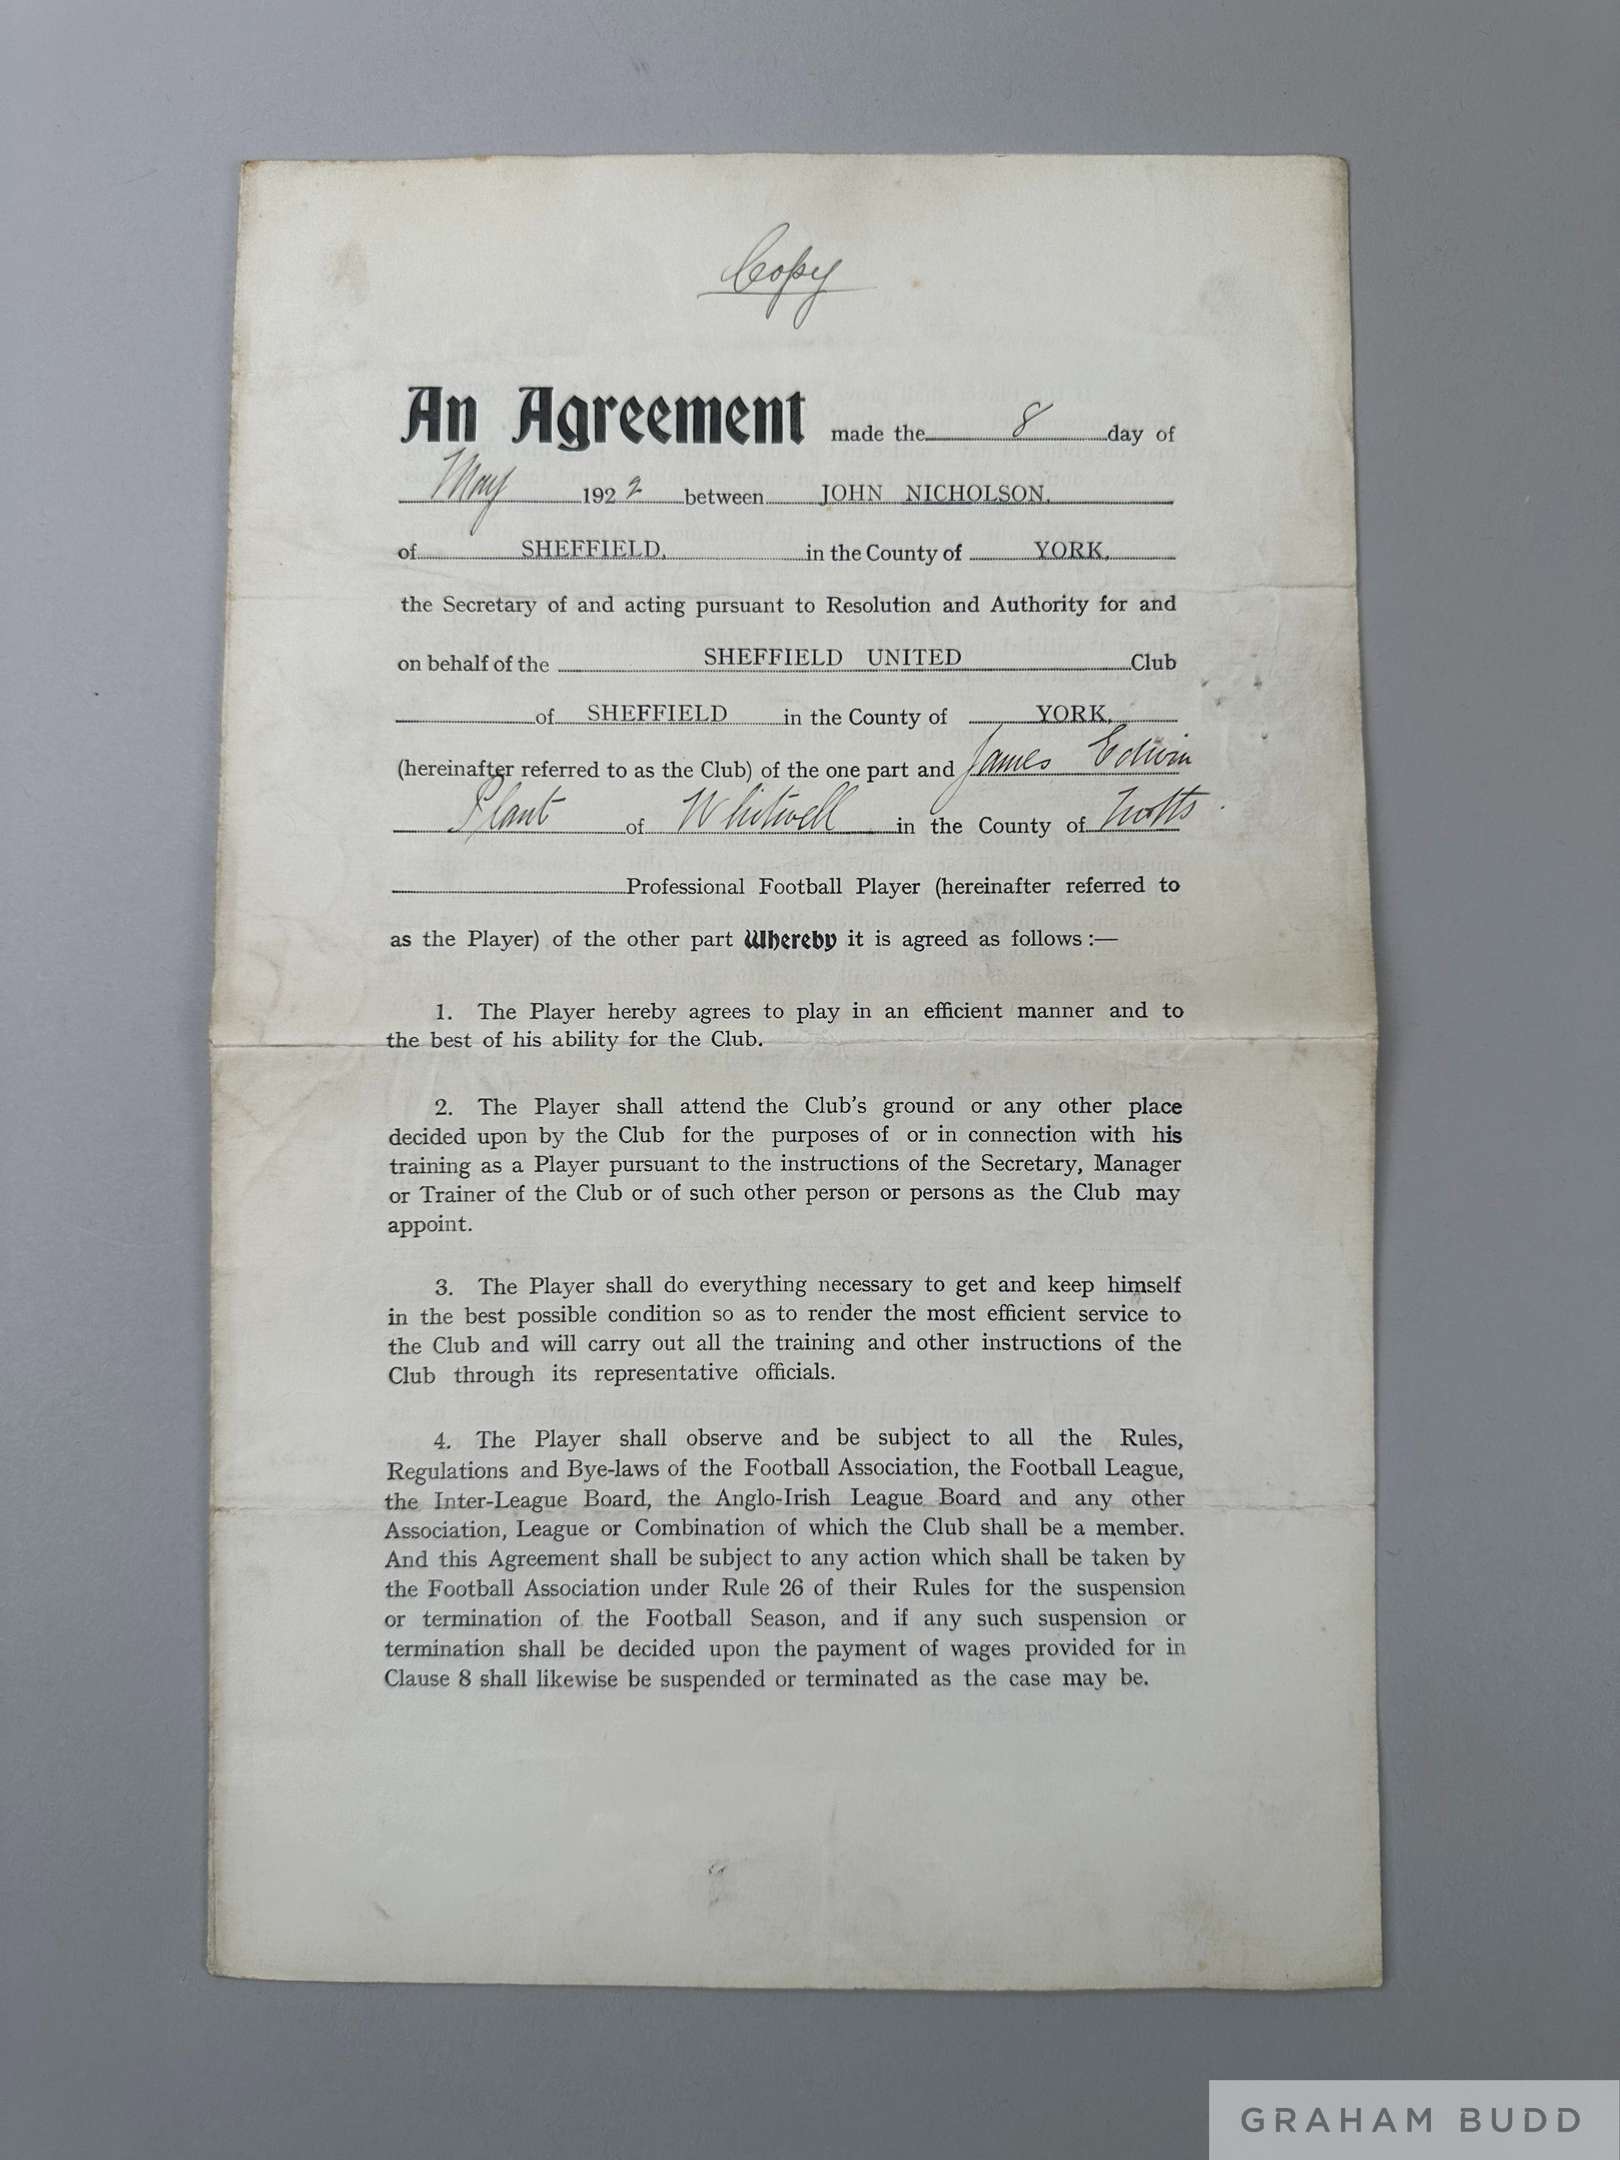 Copy
An Agreement made the 8 day of
May 1922 between JOHN NICHOLSON.
of SHEFFIELD. in the County of YORK.
the Secretary of and acting pursuant to Resolution and Authority for and
on behalf of the SHEFFIELD UNITED Club
of SHEFFIELD in the County of YORK.
(hereinafter referred to as the Club) of the one part and James Edwin
Plant of Whitwell in the County of Notts.
Professional Football Player (hereinafter referred to
as the Player) of the other part Whereby it is agreed as follows :—
1. The Player hereby agrees to play in an efficient manner and to
the best of his ability for the Club.
2. The Player shall attend the Club's ground or any other place
decided upon by the Club for the purposes of or in connection with his
training as a Player pursuant to the instructions of the Secretary, Manager
or Trainer of the Club or of such other person or persons as the Club may
appoint.
3. The Player shall do everything necessary to get and keep himself
in the best possible condition so as to render the most efficient service to
the Club and will carry out all the training and other instructions of the
Club through its representative officials.
4. The Player shall observe and be subject to all the Rules,
Regulations and Bye-laws of the Football Association, the Football League,
the Inter-League Board, the Anglo-Irish League Board and any other
Association, League or Combination of which the Club shall be a member.
And this Agreement shall be subject to any action which shall be taken by
the Football Association under Rule 26 of their Rules for the suspension
or termination of the Football Season, and if any such suspension or
termination shall be decided upon the payment of wages provided for in
Clause 8 shall likewise be suspended or terminated as the case may be.
GRAHAM BUDD